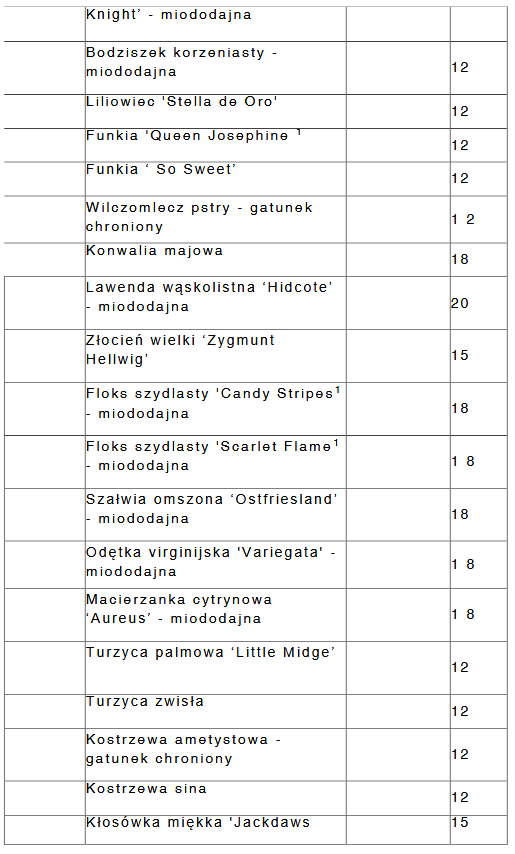 Knight’ - miododajna
Bodziszek korzeniasty -
miododajna
12
Liliowiec 'Stella de Oro'
12
Funkia 'Queen Josephine ¹
12
Funkia ‘ So Sweet’
12
Wilczomlecz pstry - gatunek
chroniony
1 2
Konwalia majowa
18
Lawenda wąskolistna ‘Hidcote’
- miododajna
20
Złocień wielki ‘Zygmunt
Hellwig’
15
Floks szydlasty 'Candy Stripes¹
- miododajna
18
Floks szydlasty 'Scarlet Flame¹
- miododajna
1 8
Szałwia omszona ‘Ostfriesland’
- miododajna
18
Odętka virginijska 'Variegata' -
miododajna
1 8
Macierzanka cytrynowa
‘Aureus’ - miododajna
1 8
Turzyca palmowa ‘Little Midge’
12
Turzyca zwisła
12
Kostrzewa ametystowa -
gatunek chroniony
12
Kostrzewa sina
12
Kłosówka miękka 'Jackdaws
15